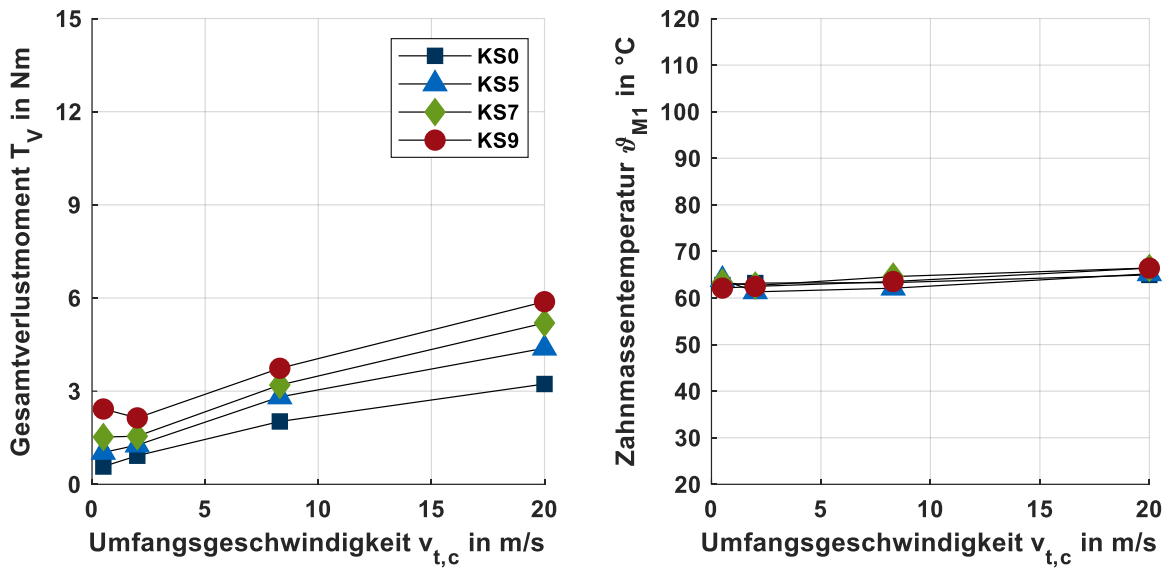 Gesamtverlustmoment T_V in Nm
15
12
9
6
3
0
KS0
KS5
KS7
KS9
0 5 10 15 20
Umfangsgeschwindigkeit v_t,c in m/s
Zahnmassentemperatur ϑ_M1 in °C
120
110
100
90
80
70
60
50
40
30
20
0 5 10 15 20
Umfangsgeschwindigkeit v_t,c in m/s